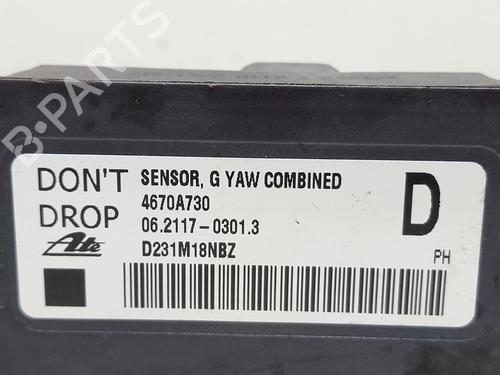 B-PARTS
DON'T DROP
SENSOR, G YAW COMBINED
4670A730
06.2117-0301.3
D231M18NBZ
Ate
D
PH